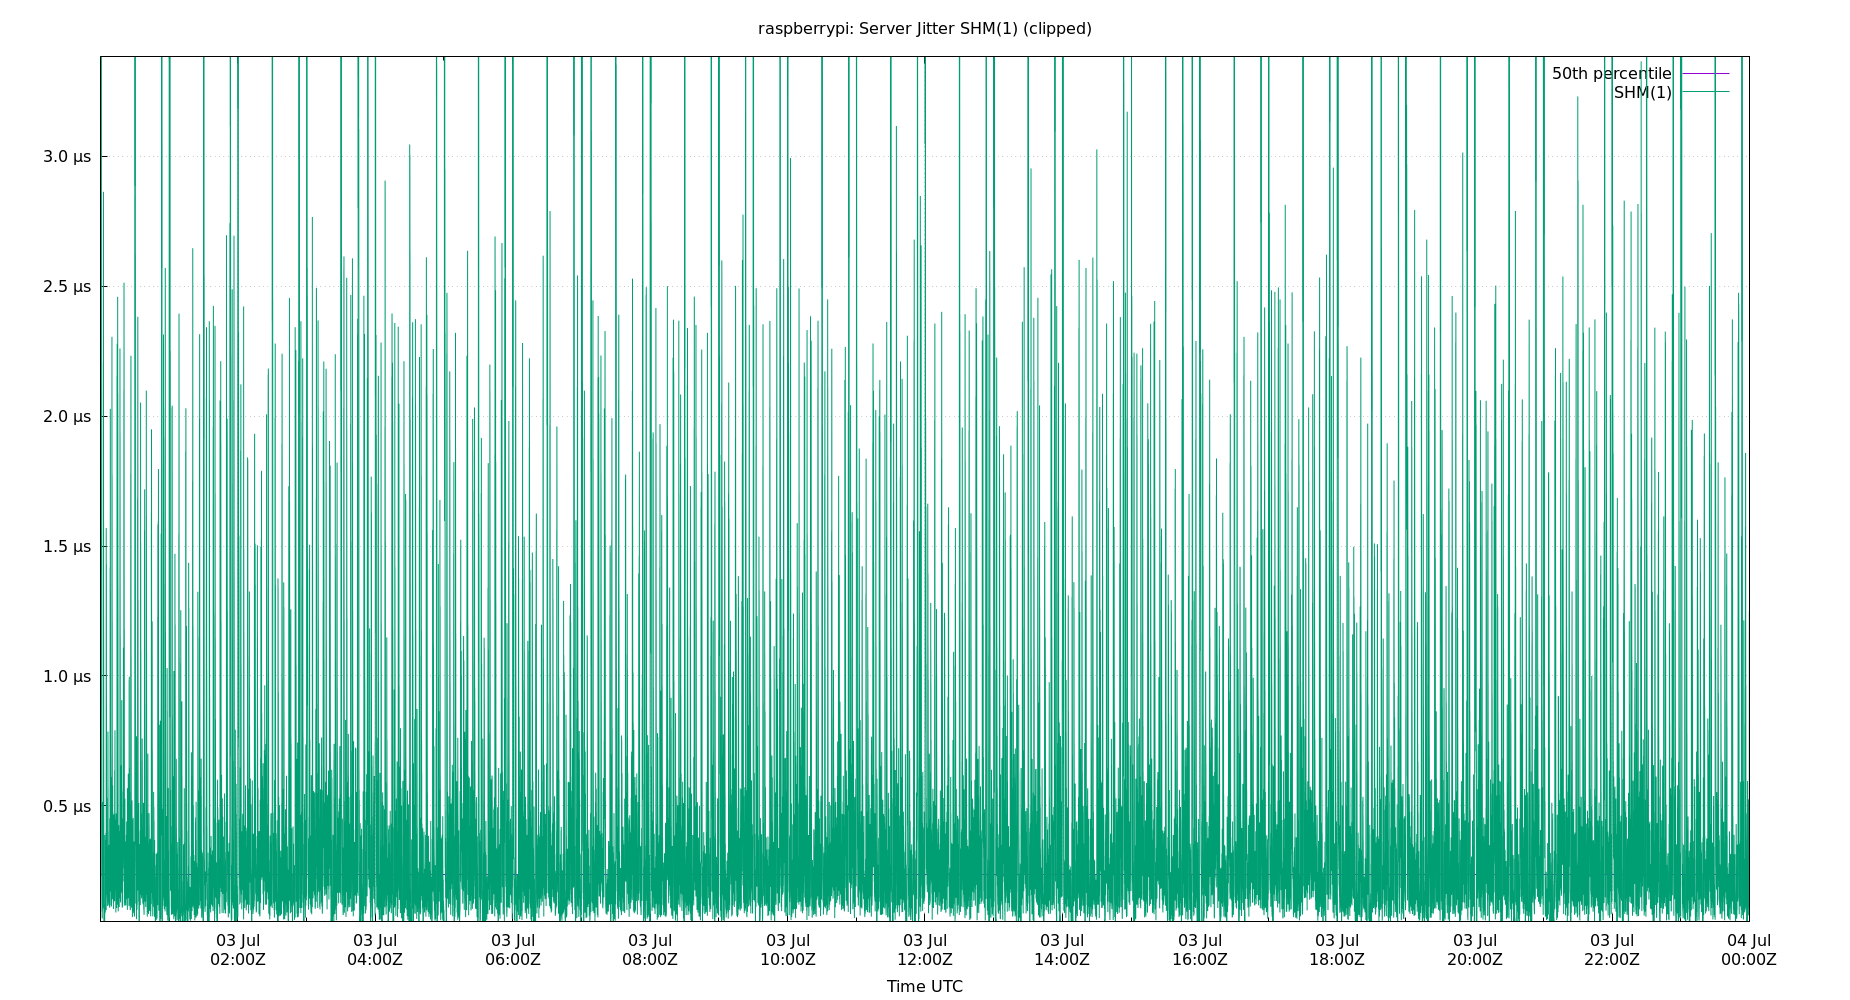 raspberrypi: Server Jitter SHM(1) (clipped)
50th percentile
SHM(1)
3.0 μs
2.5 μs
2.0 μs
1.5 μs
1.0 μs
0.5 μs
03 Jul 03 Jul 03 Jul 03 Jul 03 Jul 03 Jul 03 Jul 03 Jul 03 Jul 03 Jul 03 Jul 04 Jul
02:00Z 04:00Z 06:00Z 08:00Z 10:00Z 12:00Z 14:00Z 16:00Z 18:00Z 20:00Z 22:00Z 00:00Z
Time UTC